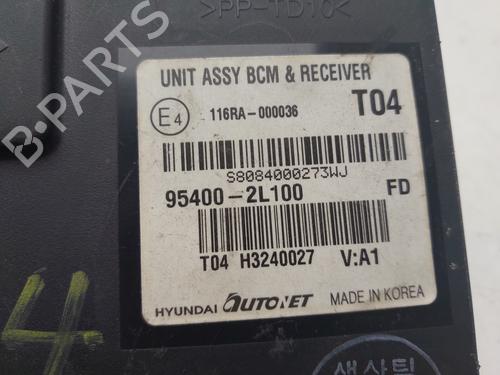 >PP-TD10<
UNIT ASSY BCM & RECEIVER
E4 116RA-000036 T04
S8084000273WJ
95400-2L100 FD
T04 H3240027 V:A1
HYUNDAI AUTONET MADE IN KOREA
4